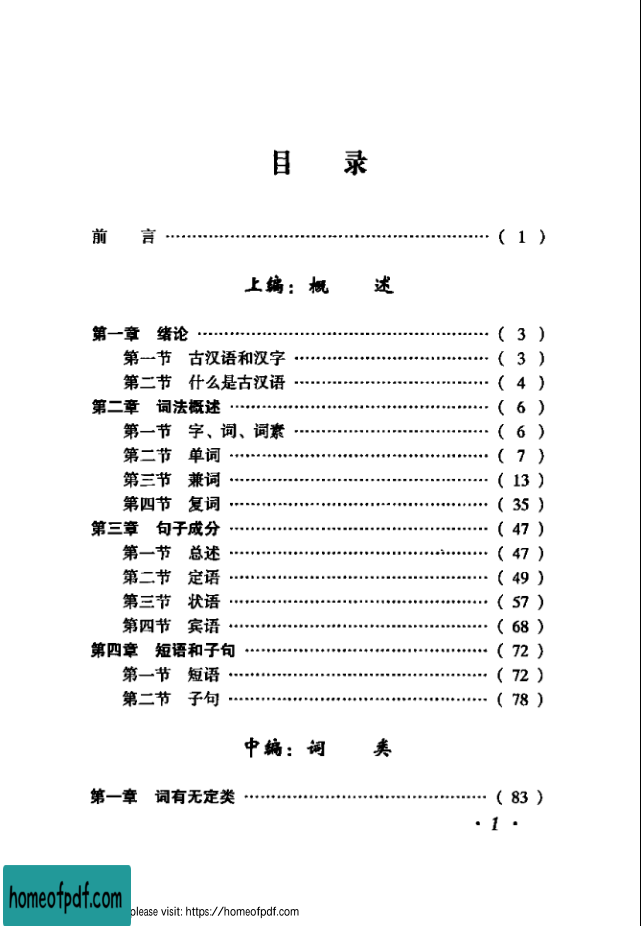 目 录
前 言 ………………………………………… ( 1 )
上编：概 述
第一章 绪论 ………………………………………… ( 3 )
第一节 古汉语和汉字 ………………………………………… ( 3 )
第二节 什么是古汉语 ………………………………………… ( 4 )
第二章 词法概述 ………………………………………… ( 6 )
第一节 字、词、词素 ………………………………………… ( 6 )
第二节 单词 ………………………………………… ( 7 )
第三节 兼词 ………………………………………… ( 13 )
第四节 复词 ………………………………………… ( 35 )
第三章 句子成分 ………………………………………… ( 47 )
第一节 总述 ………………………………………… ( 47 )
第二节 定语 ………………………………………… ( 49 )
第三节 状语 ………………………………………… ( 57 )
第四节 宾语 ………………………………………… ( 68 )
第四章 短语和子句 ………………………………………… ( 72 )
第一节 短语 ………………………………………… ( 72 )
第二节 子句 ………………………………………… ( 78 )
中编：词 类
第一章 词有无定类 ………………………………………… ( 83 )
· 1 ·
homeofpdf.com
please visit: https://homeofpdf.com